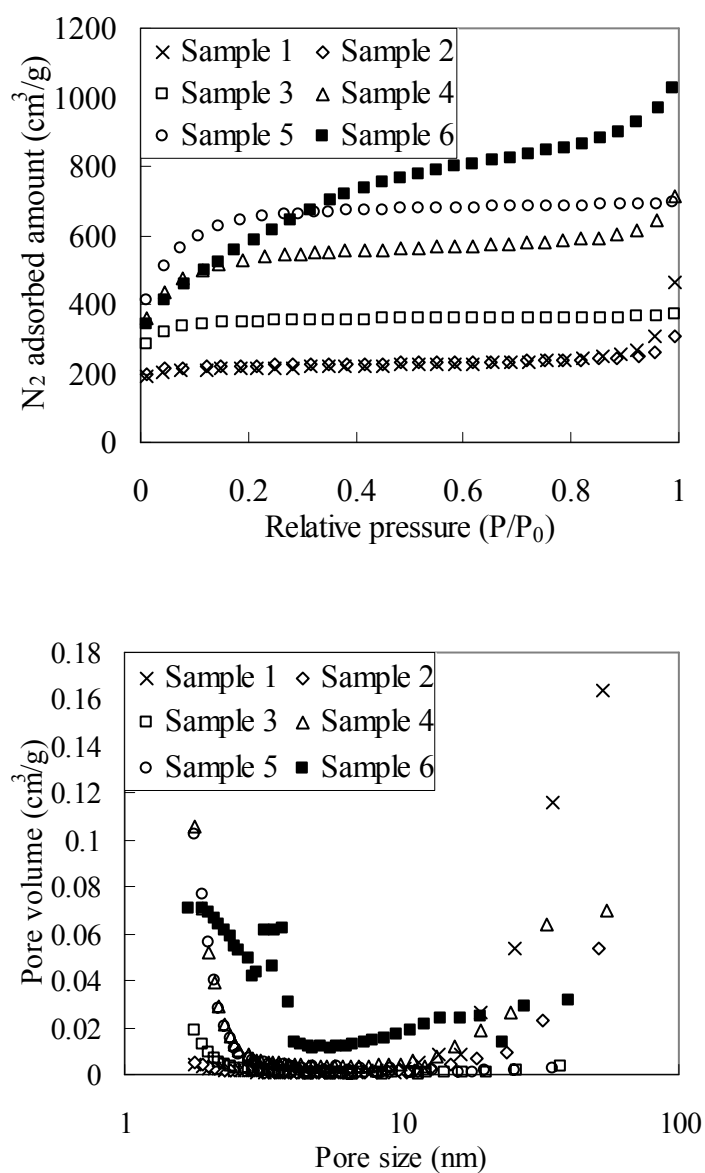 1200
1000
800
600
400
200
0
N₂ adsorbed amount (cm³/g)
Sample 1 Sample 2
Sample 3 Sample 4
Sample 5 Sample 6
0 0.2 0.4 0.6 0.8 1
Relative pressure (P/P₀)
0.18
0.16
0.14
0.12
0.1
0.08
0.06
0.04
0.02
0
Pore volume (cm³/g)
Sample 1 Sample 2
Sample 3 Sample 4
Sample 5 Sample 6
1 10 100
Pore size (nm)